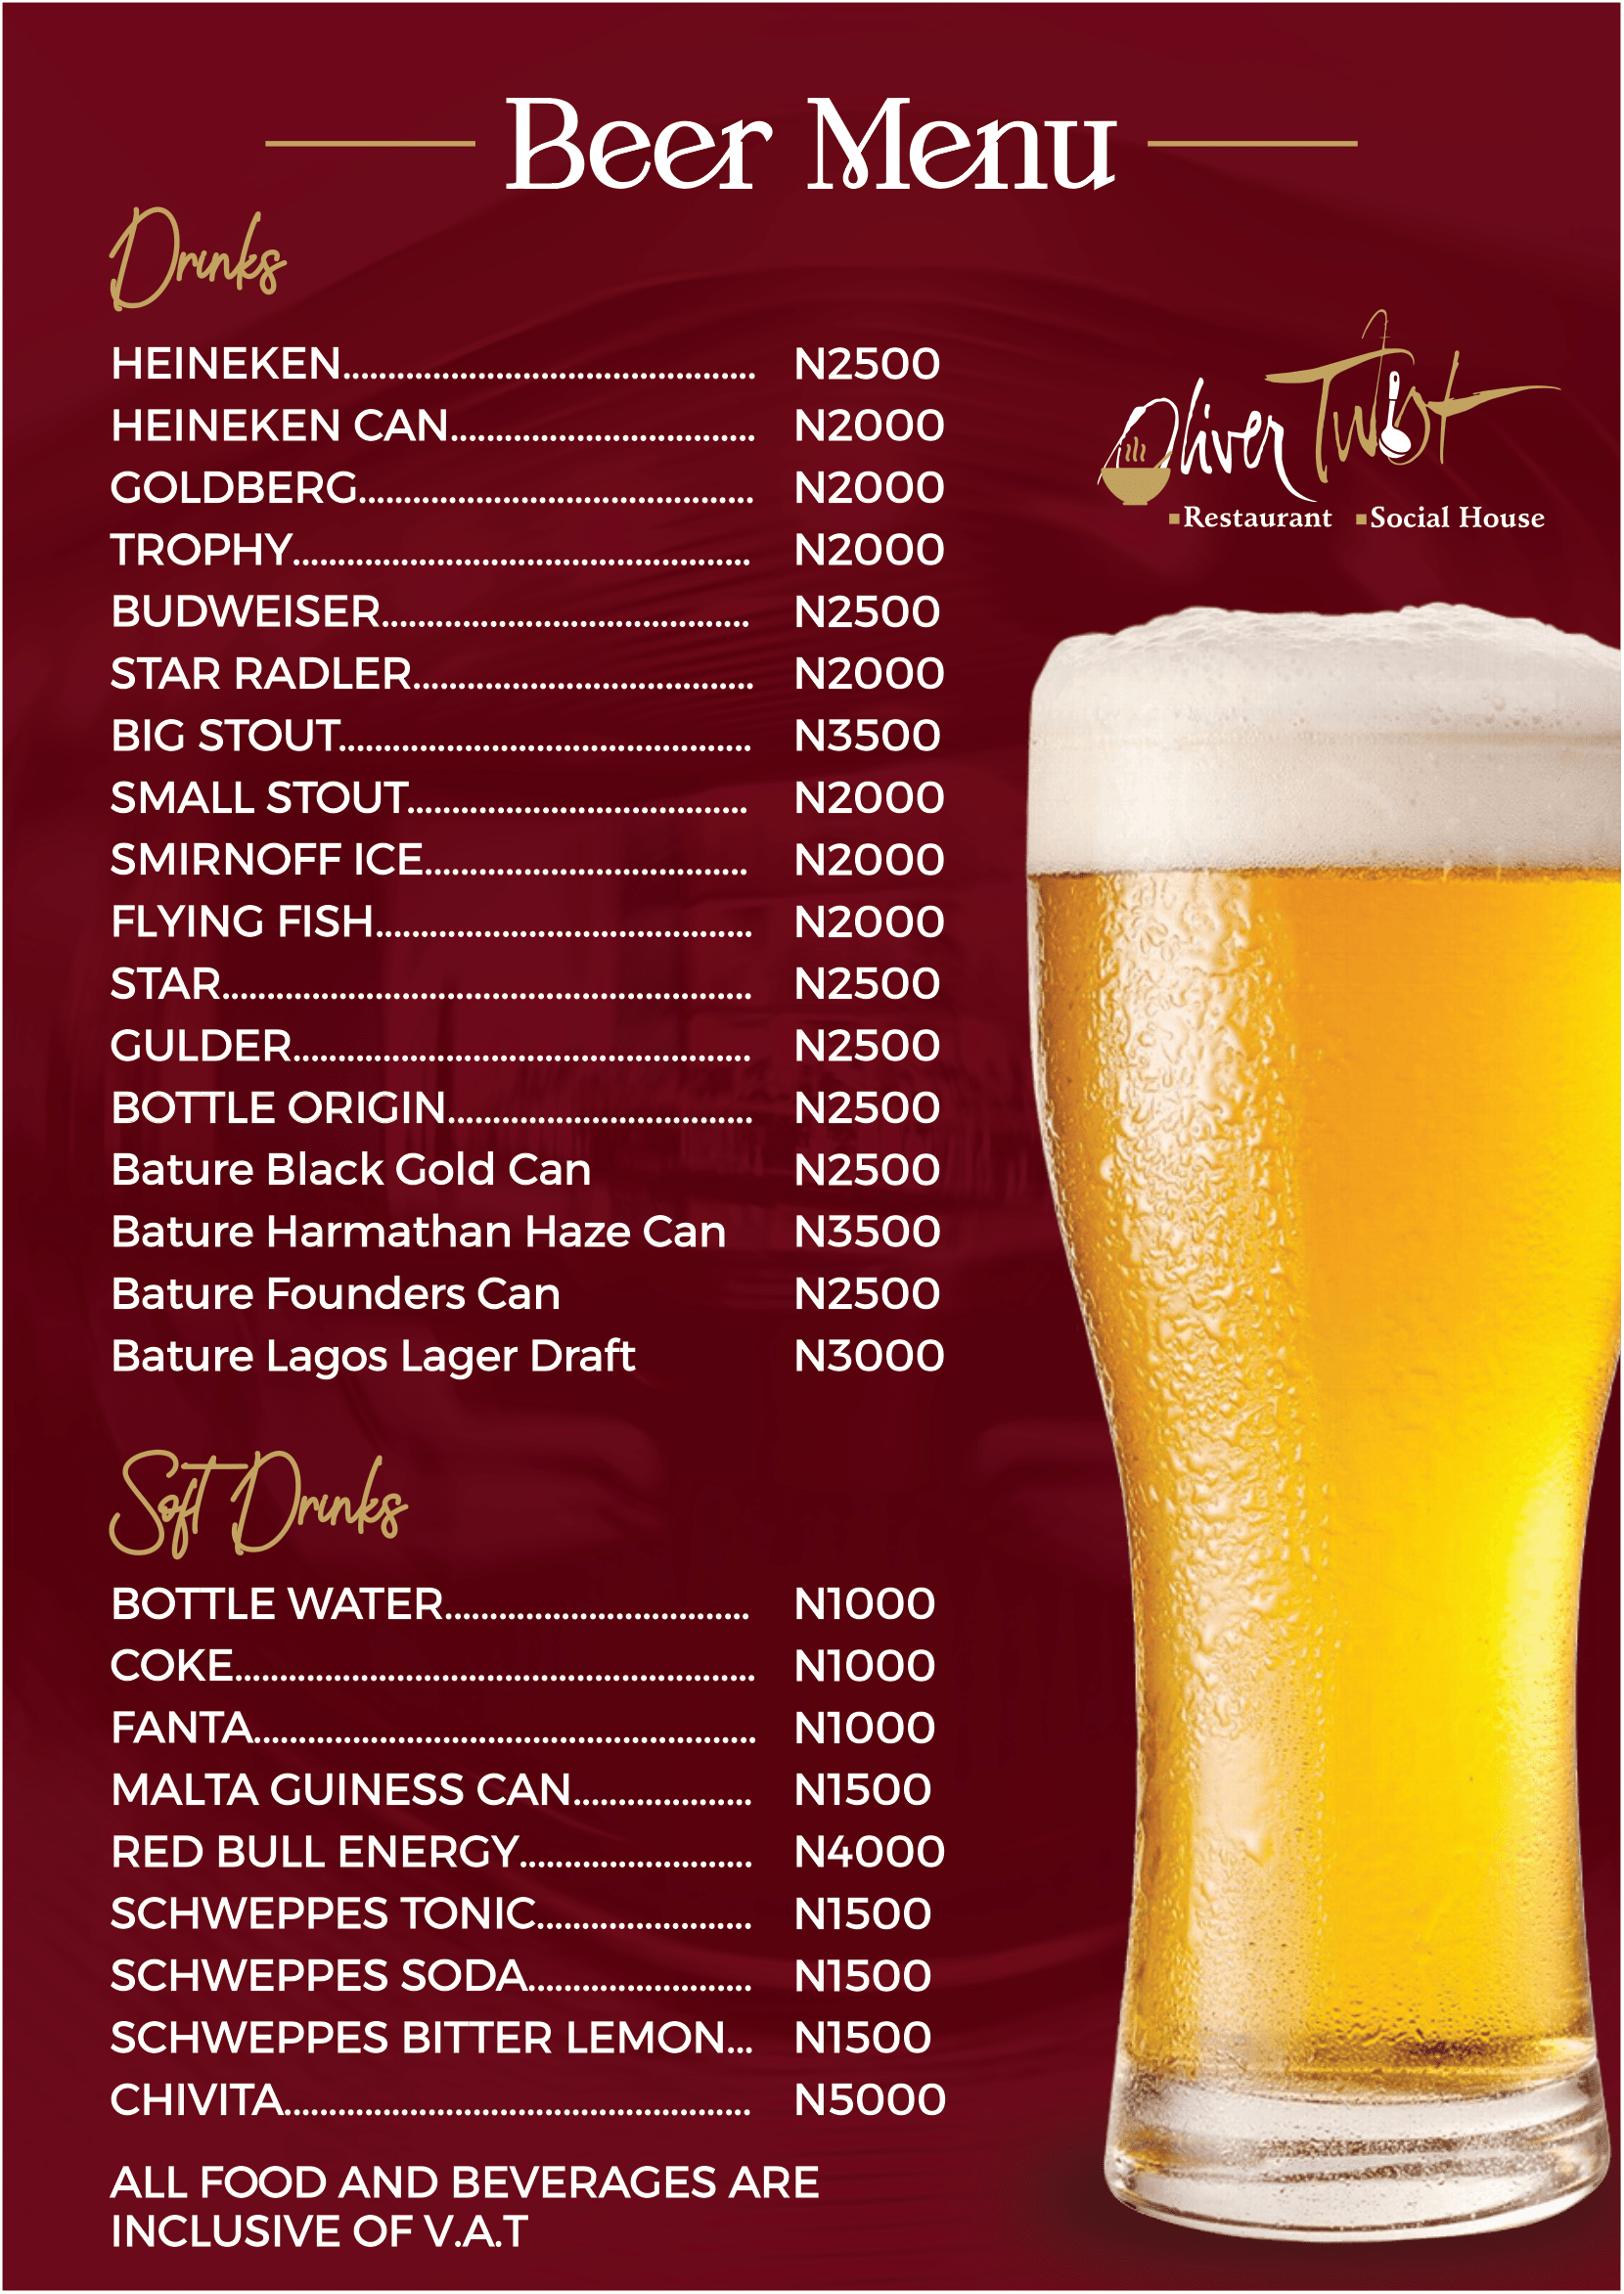 Beer Menu
Drinks
HEINEKEN.............................................. N2500
HEINEKEN CAN.................................. N2000
GOLDBERG............................................ N2000
TROPHY................................................... N2000
BUDWEISER......................................... N2500
STAR RADLER...................................... N2000
BIG STOUT.............................................. N3500
SMALL STOUT...................................... N2000
SMIRNOFF ICE.................................... N2000
FLYING FISH.......................................... N2000
STAR........................................................... N2500
GULDER................................................... N2500
BOTTLE ORIGIN.................................. N2500
Bature Black Gold Can N2500
Bature Harmathan Haze Can N3500
Bature Founders Can N2500
Bature Lagos Lager Draft N3000
Oliver Twist
Restaurant Social House
Soft Drinks
BOTTLE WATER.................................. N1000
COKE.......................................................... N1000
FANTA........................................................ N1000
MALTA GUINESS CAN.................... N1500
RED BULL ENERGY.......................... N4000
SCHWEPPES TONIC........................ N1500
SCHWEPPES SODA......................... N1500
SCHWEPPES BITTER LEMON... N1500
CHIVITA.................................................... N5000
ALL FOOD AND BEVERAGES ARE
INCLUSIVE OF V.A.T